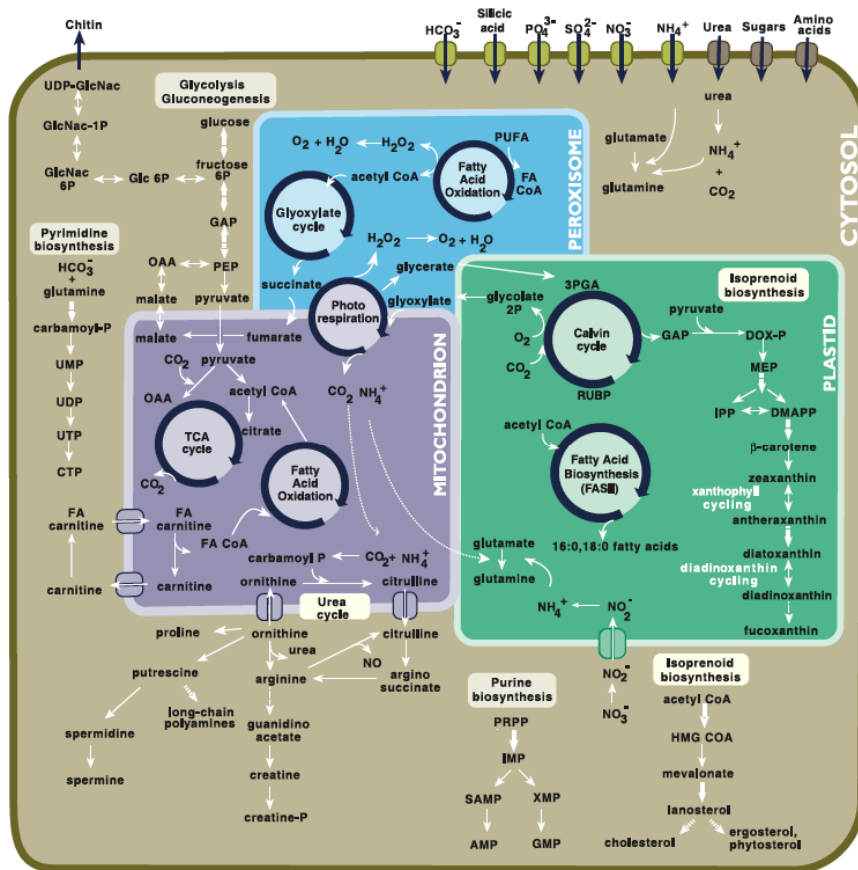 Chitin
HCO3-
Silicic
acid
PO4 3-
SO4 2-
NO3-
NH4+
Urea
Sugars
Amino
acids
UDP-GlcNac
GlcNac-1P
GlcNac
6P
Glc 6P
Glycolysis
Gluconeogenesis
glucose
fructose
6P
GAP
PEP
OAA
malate
pyruvate
Pyrimidine
biosynthesis
HCO3-
+
glutamine
carbamoyl-P
UMP
UDP
UTP
CTP
PEROXISOME
O2 + H2O
H2O2
PUFA
FA
CoA
Fatty
Acid
Oxidation
acetyl CoA
Glyoxylate
cycle
succinate
H2O2
O2 + H2O
glycerate
glyoxylate
Photo
respiration
urea
glutamate
glutamine
NH4+
+
CO2
CYTOSOL
MITOCHONDRION
malate
fumarate
pyruvate
CO2
OAA
acetyl CoA
citrate
TCA
cycle
CO2
CO2 NH4+
Fatty
Acid
Oxidation
FA
carnitine
FA
carnitine
FA CoA
carnitine
carnitine
carbamoyl P
CO2+ NH4+
ornithine
citrulline
Urea
cycle
PLASTID
3PGA
glycolate
2P
O2
CO2
Calvin
cycle
RUBP
GAP
pyruvate
Isoprenoid
biosynthesis
DOX-P
MEP
IPP
DMAPP
β-carotene
zeaxanthin
xanthophyll
cycling
antheraxanthin
diatoxanthin
diadinoxanthin
cycling
diadinoxanthin
fucoxanthin
acetyl CoA
Fatty Acid
Biosynthesis
(FASII)
16:0,18:0 fatty acids
glutamate
glutamine
NH4+
NO2-
NO2-
NO3-
proline
ornithine
urea
citrulline
NO
putrescine
arginine
argino
succinate
long-chain
polyamines
spermidine
spermine
guanidino
acetate
creatine
creatine-P
Purine
biosynthesis
PRPP
IMP
SAMP
XMP
AMP
GMP
Isoprenoid
biosynthesis
acetyl CoA
HMG COA
mevalonate
lanosterol
cholesterol
ergosterol,
phytosterol